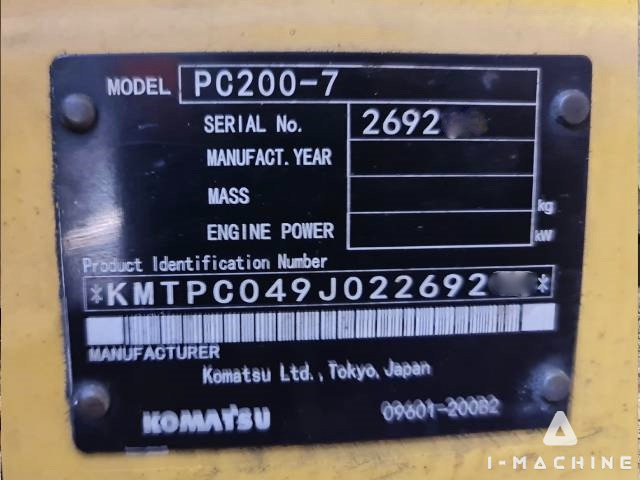 MODEL PC200-7
SERIAL No. 2692
MANUFACT. YEAR
MASS kg
ENGINE POWER kW
Product Identification Number
*KMTPC049J022692 *
MANUFACTURER
Komatsu Ltd., Tokyo, Japan
KOMATSU 09601-200B2
I-MACHINE